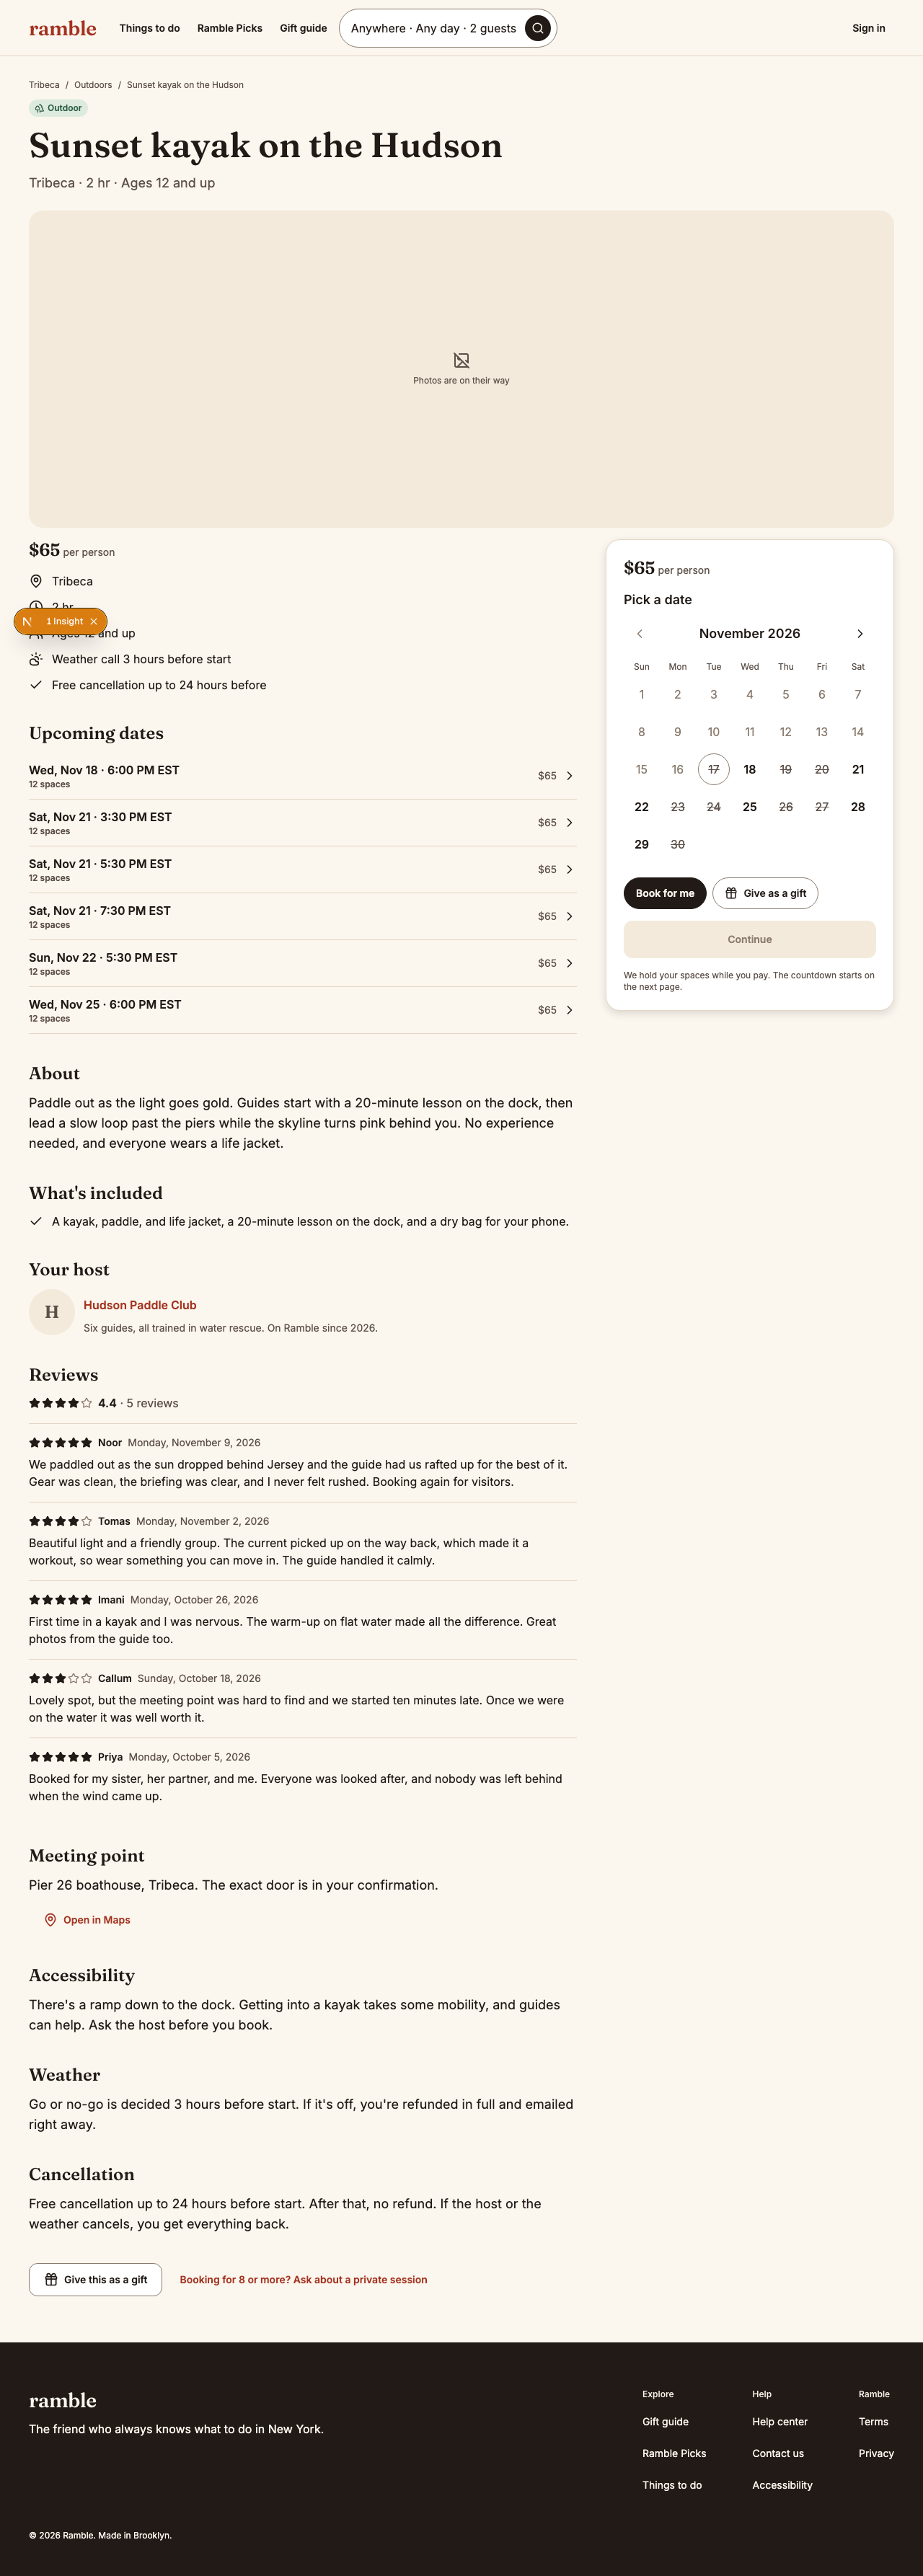 ramble
Things to do
Ramble Picks
Gift guide
Anywhere · Any day · 2 guests
Sign in
Tribeca / Outdoors / Sunset kayak on the Hudson
Outdoor
Sunset kayak on the Hudson
Tribeca · 2 hr · Ages 12 and up
Photos are on their way
$65 per person
Tribeca
2 hr
1 Insight
Ages 12 and up
Weather call 3 hours before start
Free cancellation up to 24 hours before
Upcoming dates
Wed, Nov 18 · 6:00 PM EST
12 spaces
$65
Sat, Nov 21 · 3:30 PM EST
12 spaces
$65
Sat, Nov 21 · 5:30 PM EST
12 spaces
$65
Sat, Nov 21 · 7:30 PM EST
12 spaces
$65
Sun, Nov 22 · 5:30 PM EST
12 spaces
$65
Wed, Nov 25 · 6:00 PM EST
12 spaces
$65
$65 per person
Pick a date
November 2026
Sun Mon Tue Wed Thu Fri Sat
1 2 3 4 5 6 7
8 9 10 11 12 13 14
15 16 17 18 19 20 21
22 23 24 25 26 27 28
29 30
Book for me
Give as a gift
Continue
We hold your spaces while you pay. The countdown starts on
the next page.
About
Paddle out as the light goes gold. Guides start with a 20-minute lesson on the dock, then
lead a slow loop past the piers while the skyline turns pink behind you. No experience
needed, and everyone wears a life jacket.
What's included
A kayak, paddle, and life jacket, a 20-minute lesson on the dock, and a dry bag for your phone.
Your host
H
Hudson Paddle Club
Six guides, all trained in water rescue. On Ramble since 2026.
Reviews
4.4 · 5 reviews
Noor Monday, November 9, 2026
We paddled out as the sun dropped behind Jersey and the guide had us rafted up for the best of it.
Gear was clean, the briefing was clear, and I never felt rushed. Booking again for visitors.
Tomas Monday, November 2, 2026
Beautiful light and a friendly group. The current picked up on the way back, which made it a
workout, so wear something you can move in. The guide handled it calmly.
Imani Monday, October 26, 2026
First time in a kayak and I was nervous. The warm-up on flat water made all the difference. Great
photos from the guide too.
Callum Sunday, October 18, 2026
Lovely spot, but the meeting point was hard to find and we started ten minutes late. Once we were
on the water it was well worth it.
Priya Monday, October 5, 2026
Booked for my sister, her partner, and me. Everyone was looked after, and nobody was left behind
when the wind came up.
Meeting point
Pier 26 boathouse, Tribeca. The exact door is in your confirmation.
Open in Maps
Accessibility
There's a ramp down to the dock. Getting into a kayak takes some mobility, and guides
can help. Ask the host before you book.
Weather
Go or no-go is decided 3 hours before start. If it's off, you're refunded in full and emailed
right away.
Cancellation
Free cancellation up to 24 hours before start. After that, no refund. If the host or the
weather cancels, you get everything back.
Give this as a gift
Booking for 8 or more? Ask about a private session
ramble
The friend who always knows what to do in New York.
Explore
Gift guide
Ramble Picks
Things to do
Help
Help center
Contact us
Accessibility
Ramble
Terms
Privacy
© 2026 Ramble. Made in Brooklyn.